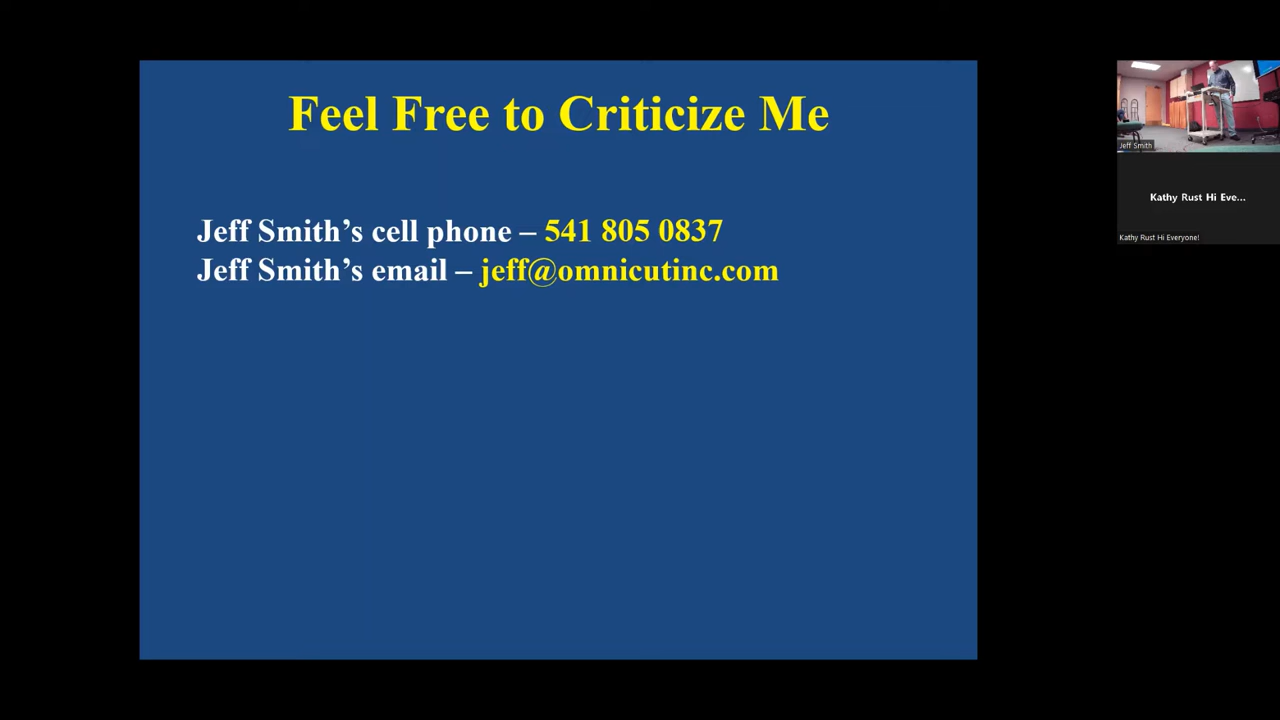 Feel Free to Criticize Me
Jeff Smith’s cell phone – 541 805 0837
Jeff Smith’s email – jeff@omnicutinc.com
Jeff Smith
Kathy Rust Hi Eve...
Kathy Rust Hi Everyone!